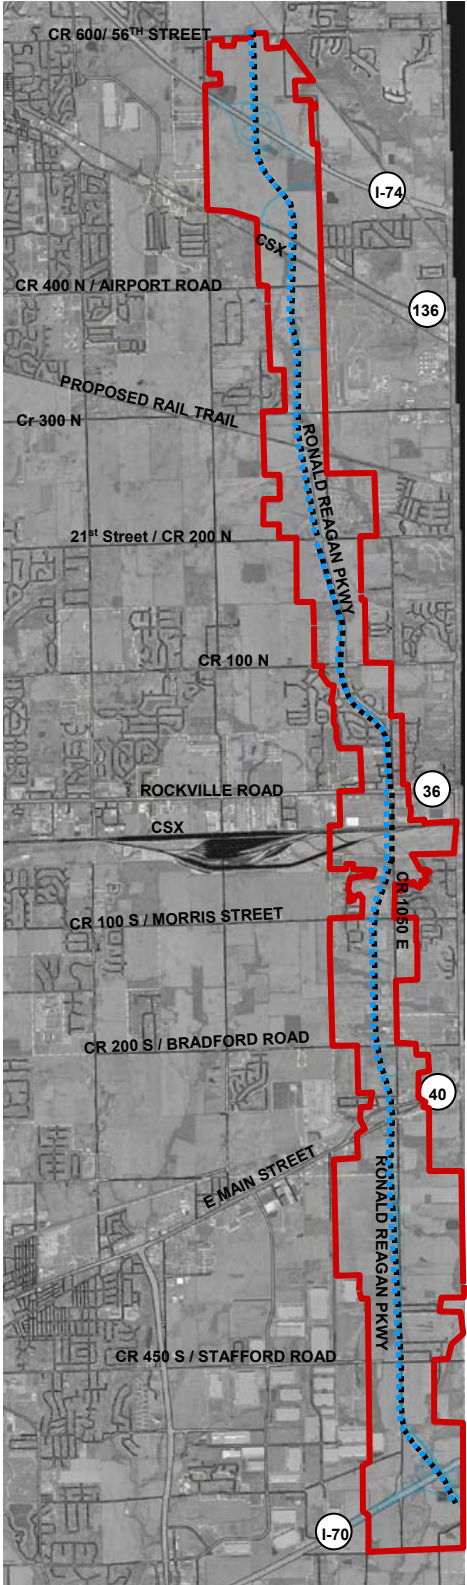 CR 600/ 56TH STREET
I-74
CSX
CR 400 N / AIRPORT ROAD
136
PROPOSED RAIL TRAIL
Cr 300 N
RONALD REAGAN PKWY
21st Street / CR 200 N
CR 100 N
36
ROCKVILLE ROAD
CSX
CR 1050 E
CR 100 S / MORRIS STREET
CR 200 S / BRADFORD ROAD
40
E MAIN STREET
RONALD REAGAN PKWY
CR 450 S / STAFFORD ROAD
I-70